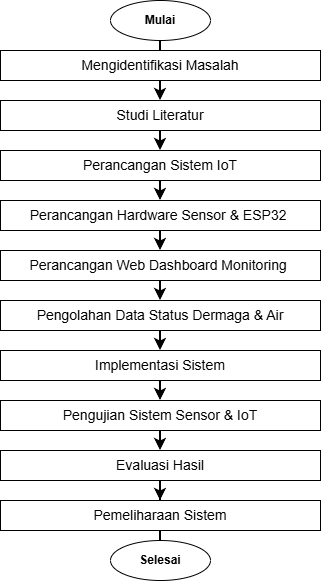 Mulai
Mengidentifikasi Masalah
Studi Literatur
Perancangan Sistem IoT
Perancangan Hardware Sensor & ESP32
Perancangan Web Dashboard Monitoring
Pengolahan Data Status Dermaga & Air
Implementasi Sistem
Pengujian Sistem Sensor & IoT
Evaluasi Hasil
Pemeliharaan Sistem
Selesai